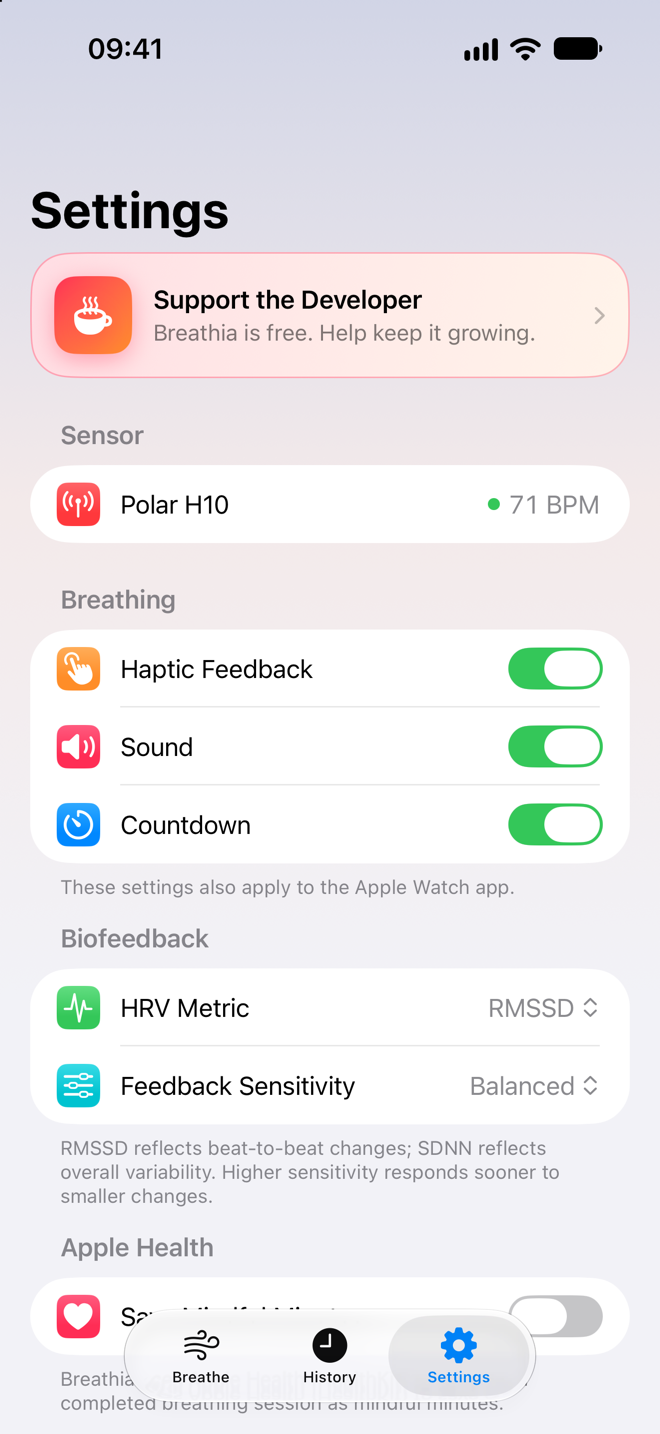 09:41
Settings
Support the Developer
Breathia is free. Help keep it growing.
Sensor
Polar H10
71 BPM
Breathing
Haptic Feedback
Sound
Countdown
These settings also apply to the Apple Watch app.
Biofeedback
HRV Metric
RMSSD
Feedback Sensitivity
Balanced
RMSSD reflects beat-to-beat changes; SDNN reflects
overall variability. Higher sensitivity responds sooner to
smaller changes.
Apple Health
Breathe
History
Settings
Breathia
completed breathing session as mindful minutes.